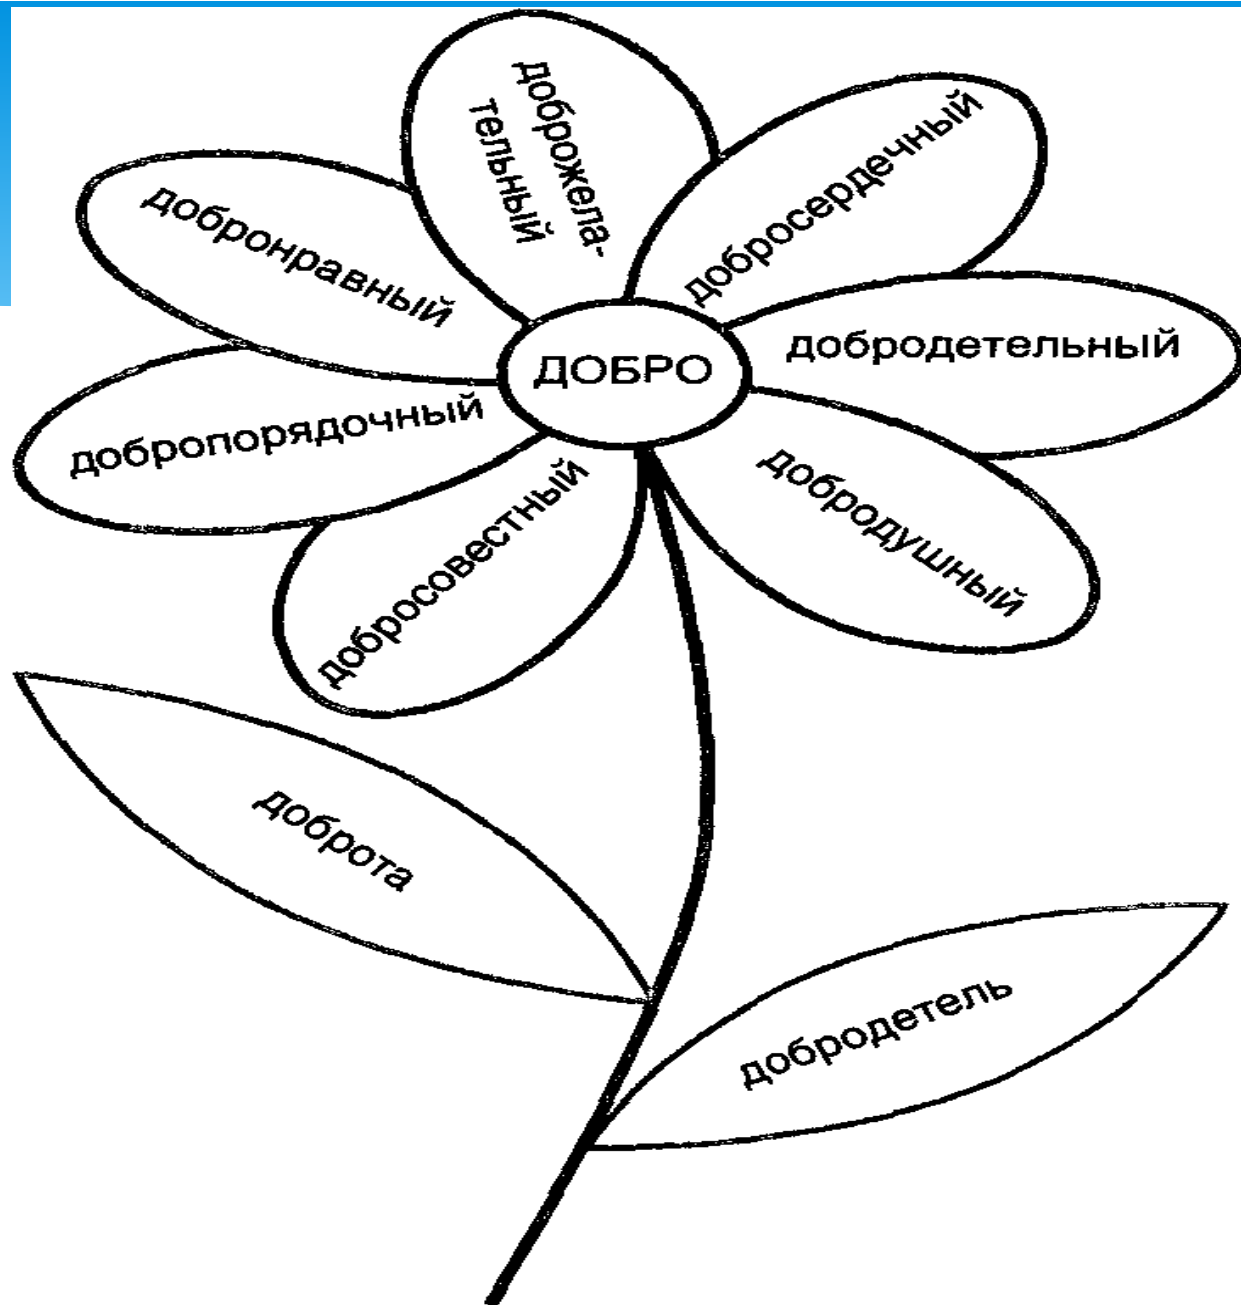 доброжела-
тельный
добросердечный
добронравный
добродетельный
ДОБРО
добропорядочный
добродушный
добросовестный
доброта
добродетель